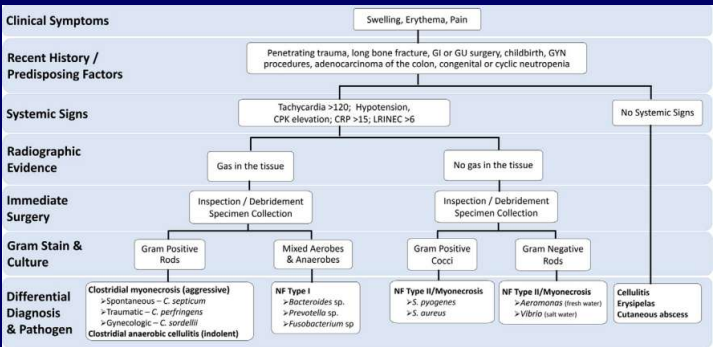 Clinical Symptoms
Swelling, Erythema, Pain
Recent History /
Predisposing Factors
Penetrating trauma, long bone fracture, GI or GU surgery, childbirth, GYN
procedures, adenocarcinoma of the colon, congenital or cyclic neutropenia
Systemic Signs
Tachycardia >120; Hypotension,
CPK elevation; CRP >15; LRINEC >6
No Systemic Signs
Radiographic
Evidence
Gas in the tissue
No gas in the tissue
Immediate
Surgery
Inspection / Debridement
Specimen Collection
Inspection / Debridement
Specimen Collection
Gram Stain &
Culture
Gram Positive
Rods
Mixed Aerobes
& Anaerobes
Gram Positive
Cocci
Gram Negative
Rods
Differential
Diagnosis
& Pathogen
Clostridial myonecrosis (aggressive)
➢Spontaneous – C. septicum
➢Traumatic – C. perfringens
➢Gynecologic – C. sordellii
Clostridial anaerobic cellulitis (indolent)
NF Type I
➢Bacteroides sp.
➢Prevotella sp.
➢Fusobacterium sp
NF Type II/Myonecrosis
➢S. pyogenes
➢S. aureus
NF Type II/Myonecrosis
➢Aeromonas (fresh water)
➢Vibrio (salt water)
Cellulitis
Erysipelas
Cutaneous abscess